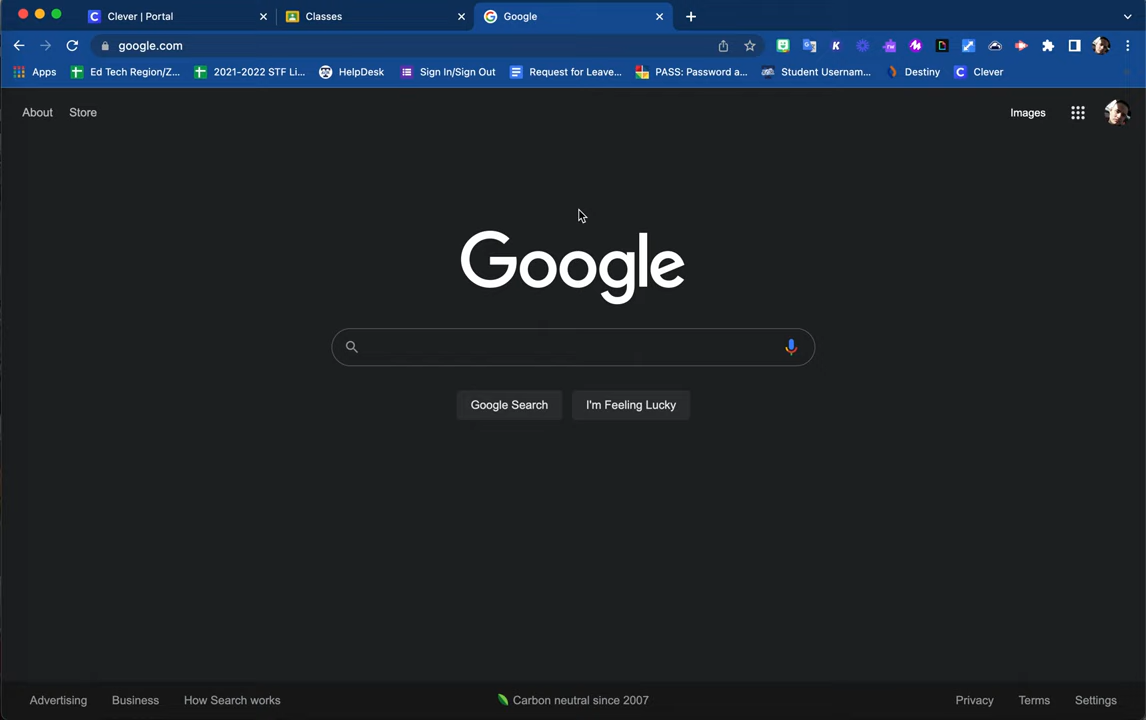 Clever | Portal
Classes
Google
google.com
Apps
Ed Tech Region/Z...
2021-2022 STF Li...
HelpDesk
Sign In/Sign Out
Request for Leave...
PASS: Password a...
Student Usernam...
Destiny
Clever
About
Store
Images
Google
Google Search
I'm Feeling Lucky
Advertising
Business
How Search works
Carbon neutral since 2007
Privacy
Terms
Settings